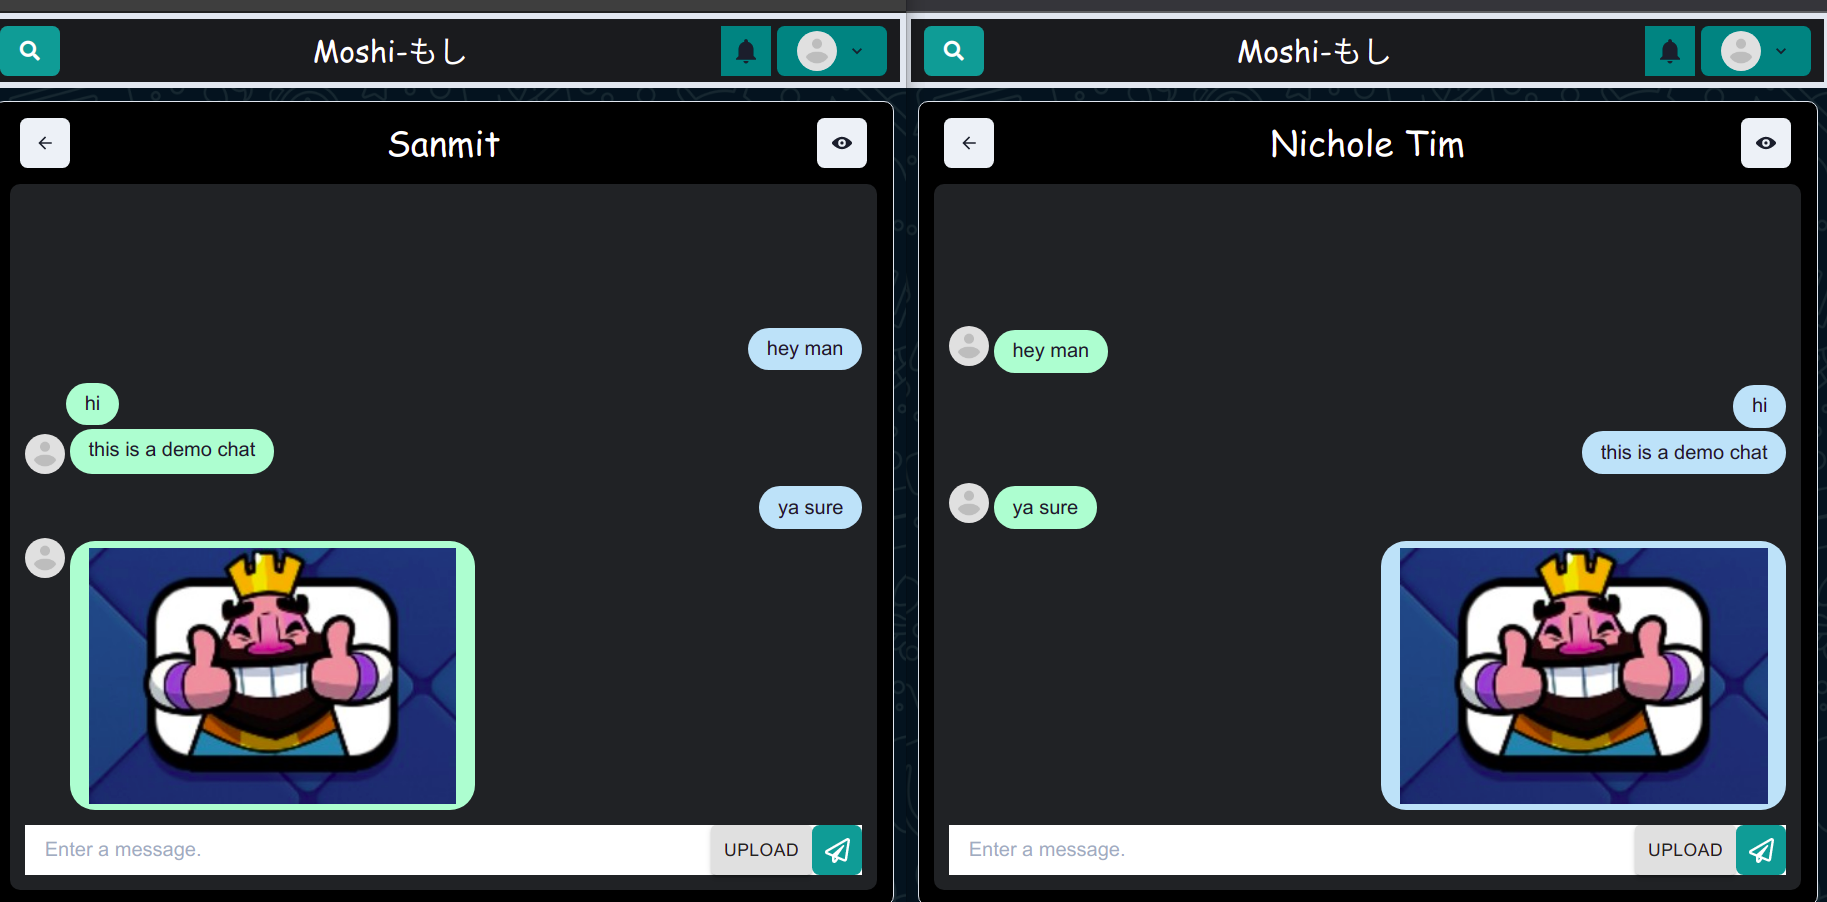 Moshi-もし
Sanmit
hey man
hi
this is a demo chat
ya sure
Enter a message.
UPLOAD
Moshi-もし
Nichole Tim
hey man
hi
this is a demo chat
ya sure
Enter a message.
UPLOAD